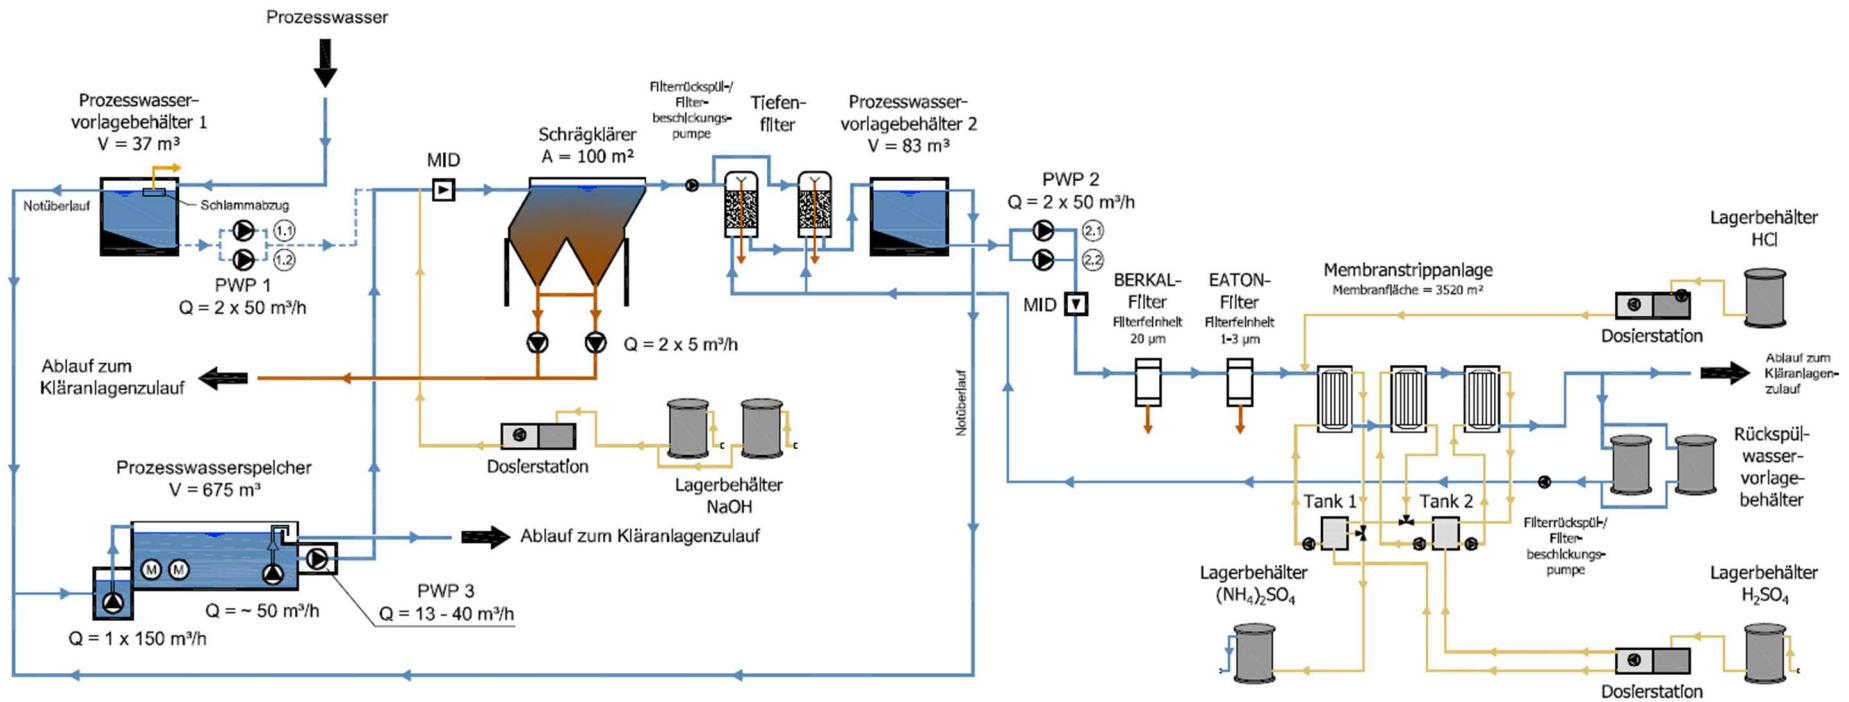 Prozesswasser
Prozesswasser-
vorlagebehälter 1
V = 37 m³
Notüberlauf
Schlammabzug
1.1
1.2
PWP 1
Q = 2 x 50 m³/h
MID
Schrägklärer
A = 100 m²
Filterrückspül-/
Filter-
beschickungs-
pumpe
Tiefen-
filter
Prozesswasser-
vorlagebehälter 2
V = 83 m³
PWP 2
Q = 2 x 50 m³/h
2.1
2.2
MID
BERKAL-
Filter
Filterfeinheit
20 µm
EATON-
Filter
Filterfeinheit
1-3 µm
Membranstrippanlage
Membranfläche = 3520 m²
Lagerbehälter
HCl
Dosierstation
Ablauf zum
Kläranlagen-
zulauf
Q = 2 x 5 m³/h
Ablauf zum
Kläranlagenzulauf
Notüberlauf
Dosierstation
Lagerbehälter
NaOH
Rückspül-
wasser-
vorlage-
behälter
Prozesswasserspeicher
V = 675 m³
M
M
Ablauf zum Kläranlagenzulauf
Q = ~ 50 m³/h
PWP 3
Q = 13 - 40 m³/h
Q = 1 x 150 m³/h
Tank 1
Tank 2
Filterrückspül-/
Filter-
beschickungs-
pumpe
Lagerbehälter
(NH₄)₂SO₄
Lagerbehälter
H₂SO₄
Dosierstation